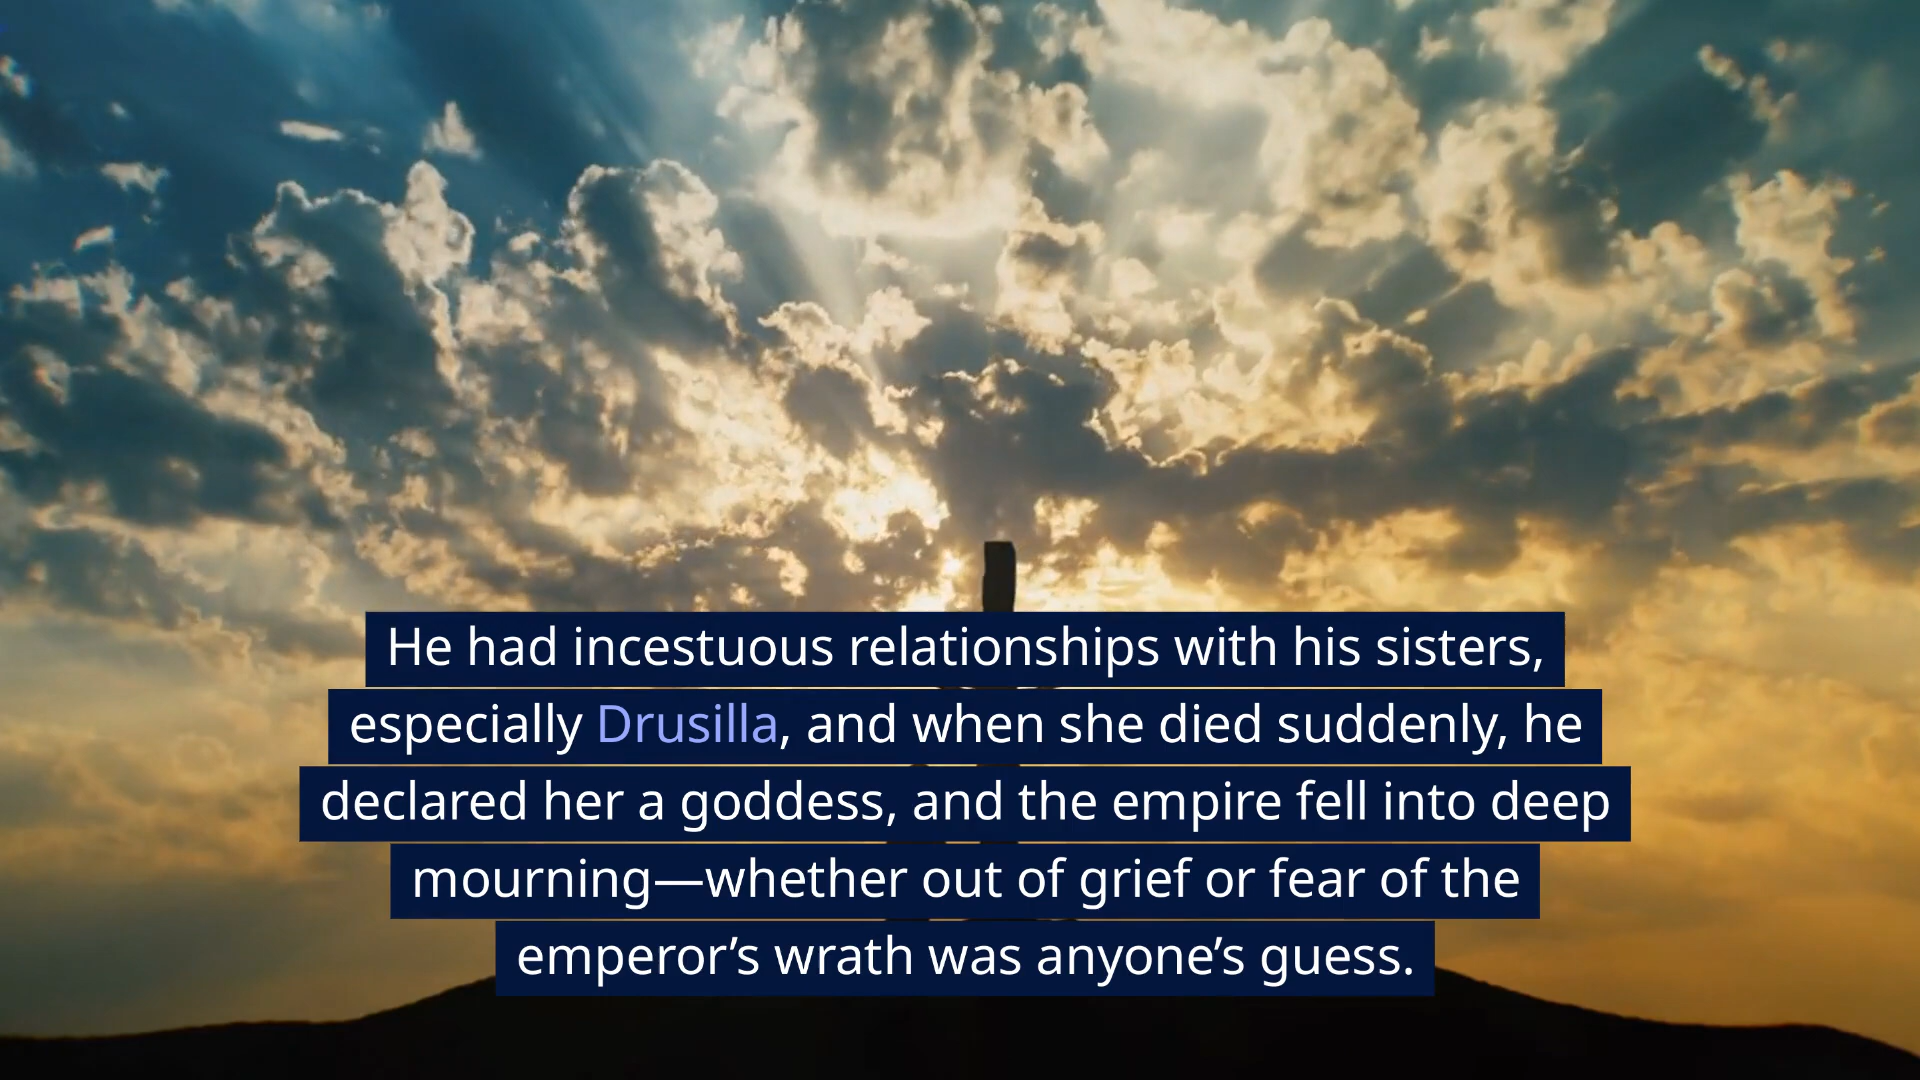 He had incestuous relationships with his sisters,
especially Drusilla, and when she died suddenly, he
declared her a goddess, and the empire fell into deep
mourning—whether out of grief or fear of the
emperor’s wrath was anyone’s guess.